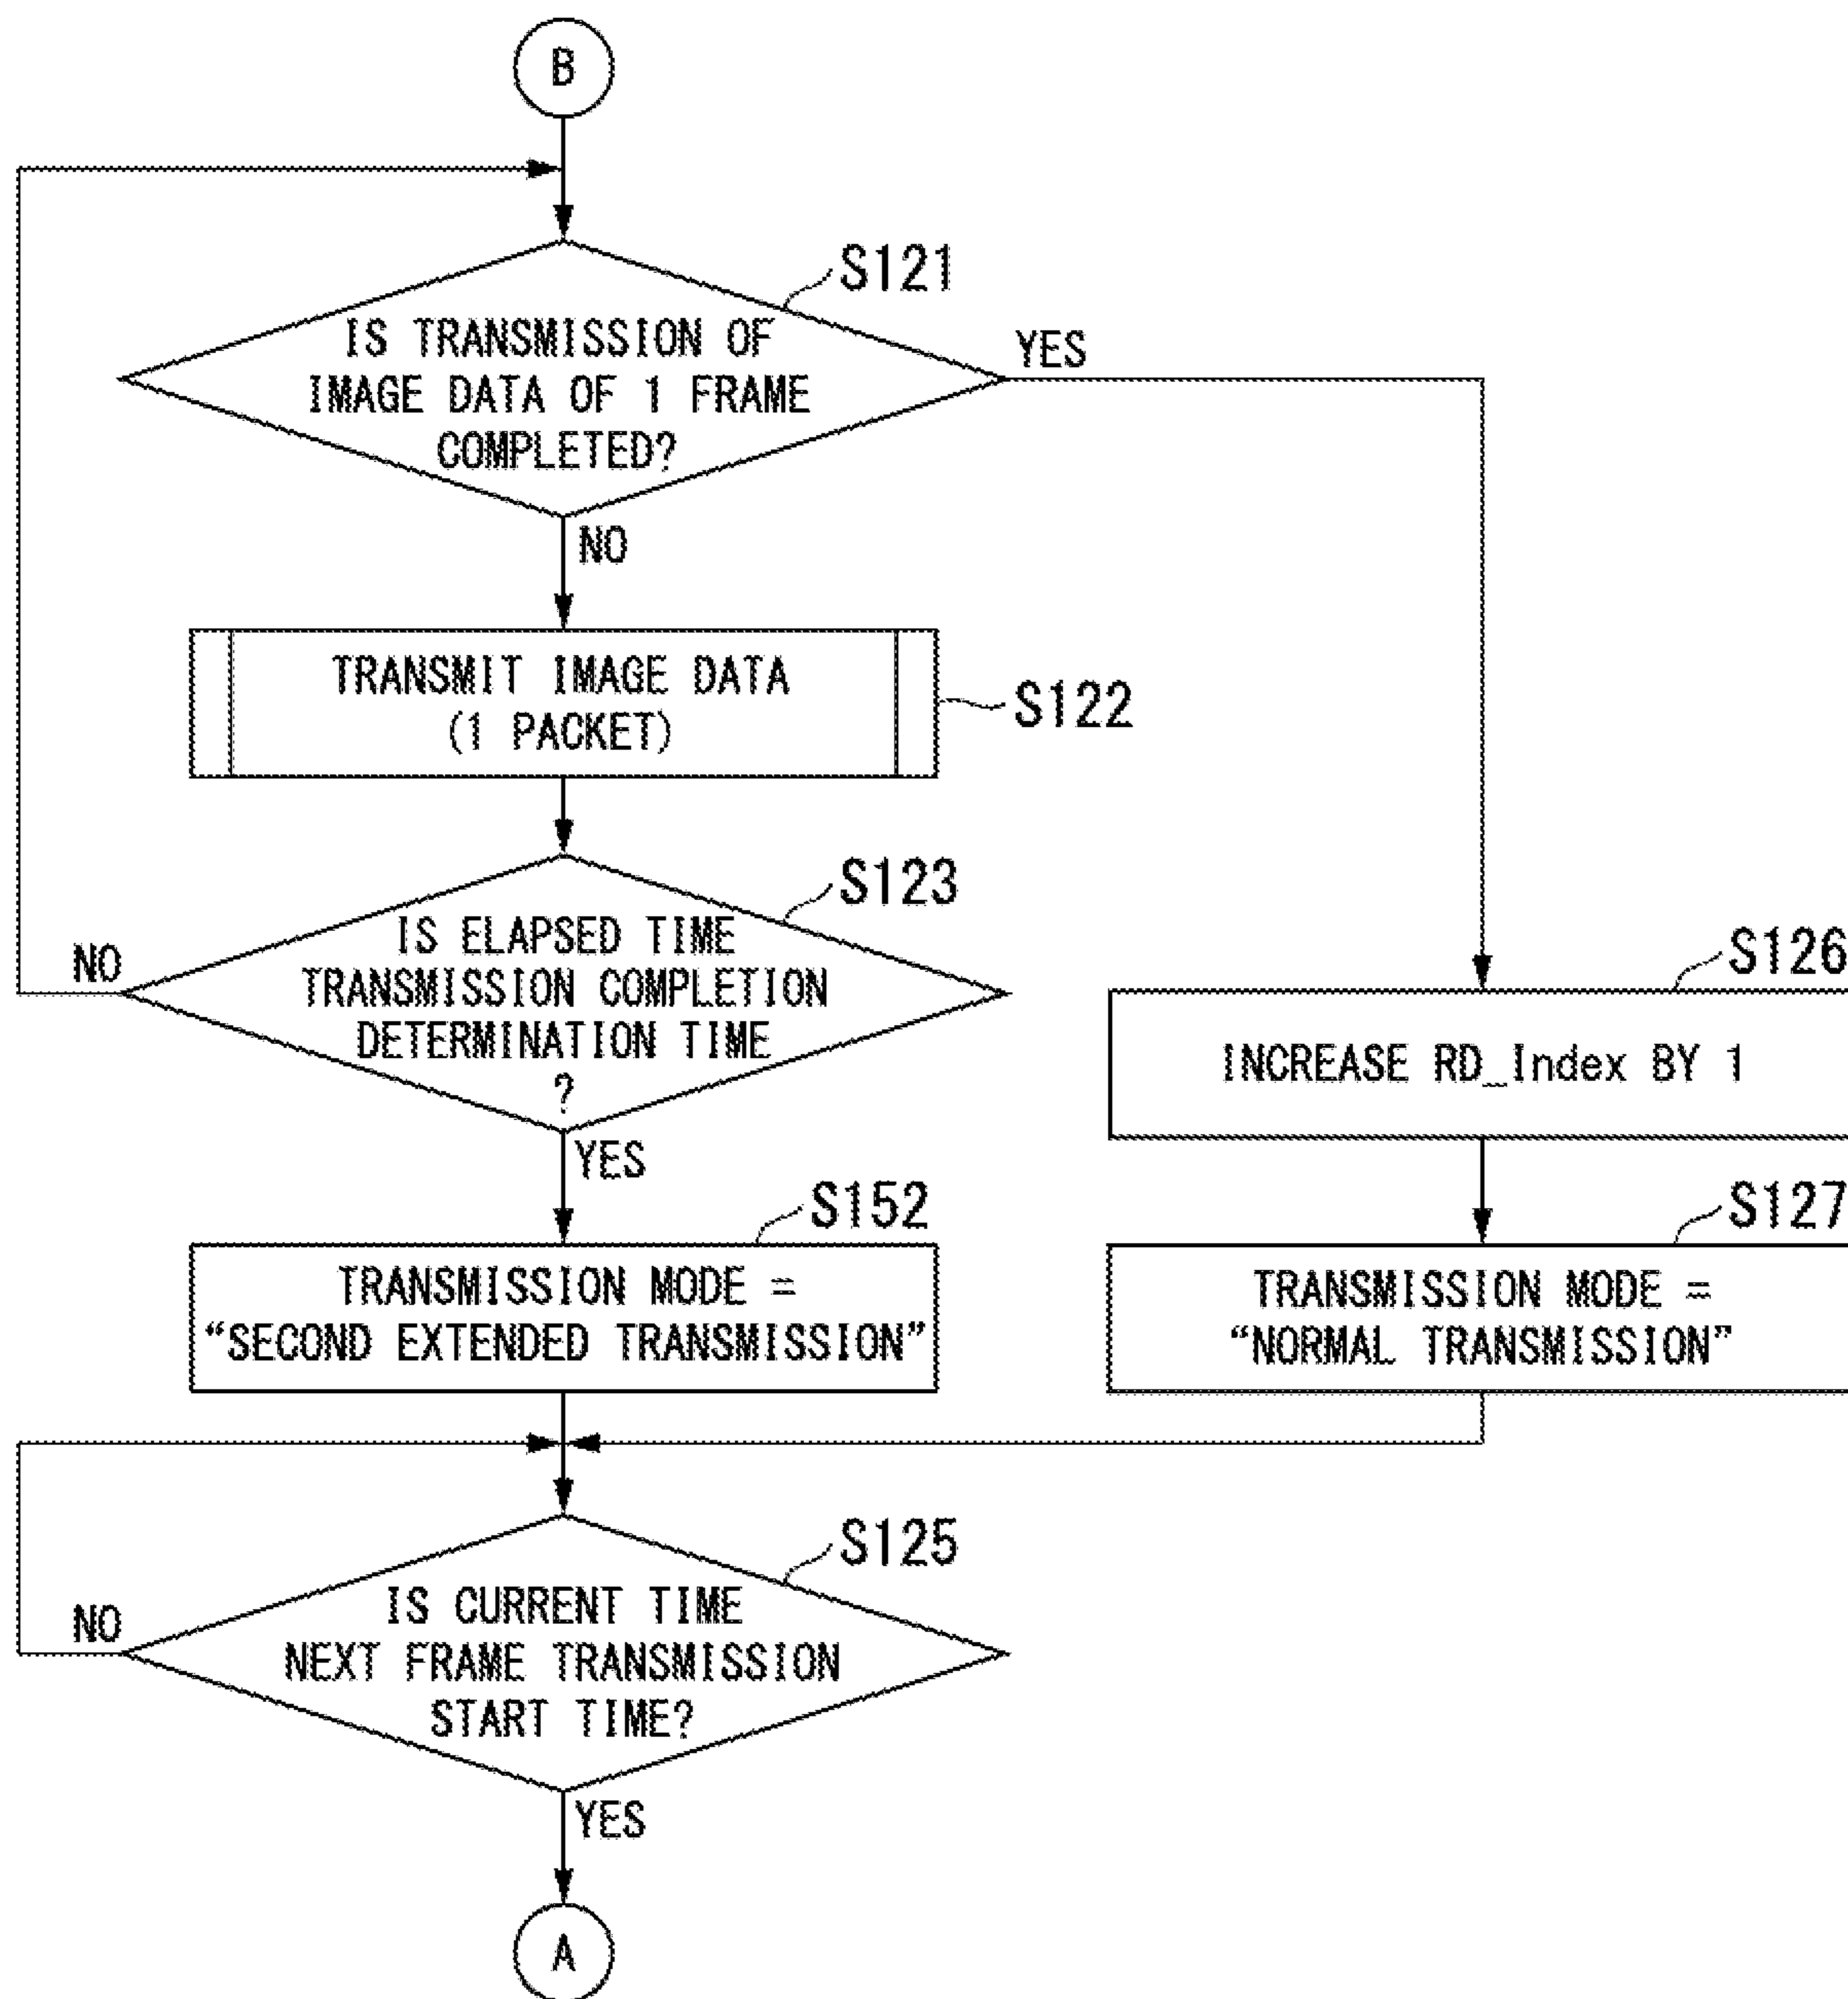 B
S121
IS TRANSMISSION OF
IMAGE DATA OF 1 FRAME
COMPLETED?
YES
NO
TRANSMIT IMAGE DATA
(1 PACKET)
S122
S123
IS ELAPSED TIME
TRANSMISSION COMPLETION
DETERMINATION TIME
?
NO
YES
S126
INCREASE RD_Index BY 1
S152
TRANSMISSION MODE =
“SECOND EXTENDED TRANSMISSION”
S127
TRANSMISSION MODE =
“NORMAL TRANSMISSION”
S125
IS CURRENT TIME
NEXT FRAME TRANSMISSION
START TIME?
NO
YES
A